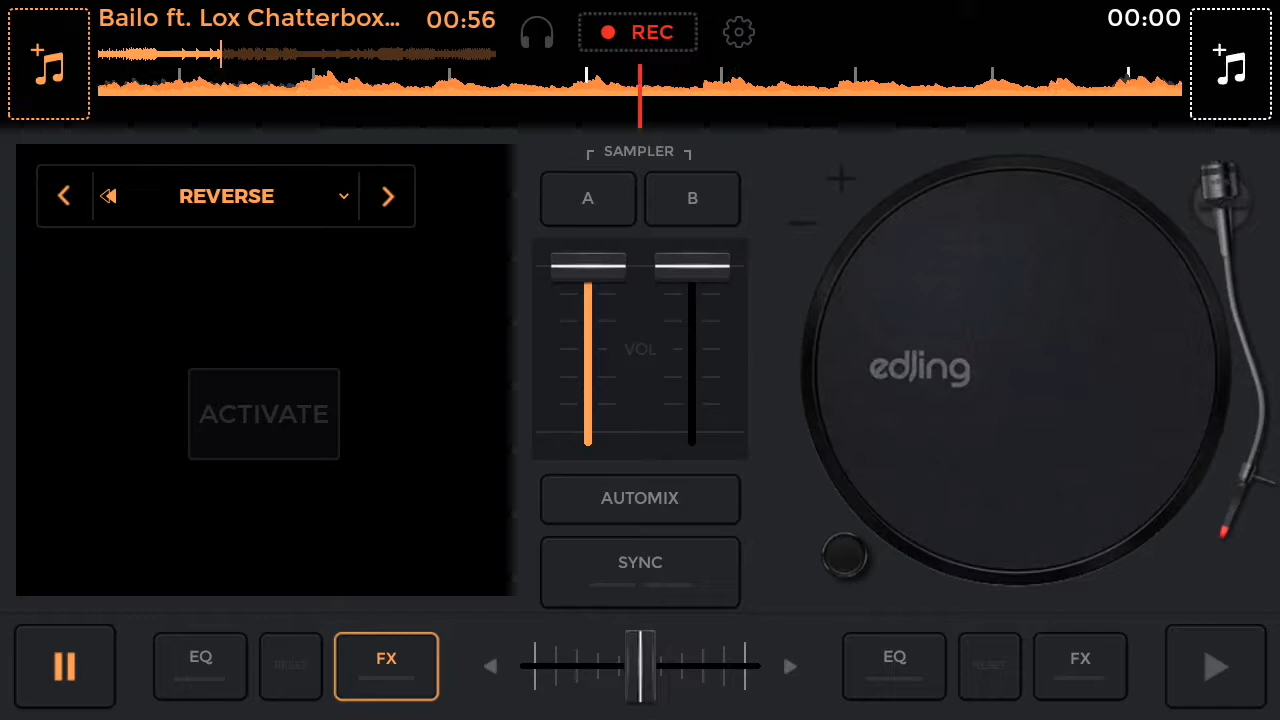 Bailo ft. Lox Chatterbox...
00:56
REC
00:00
SAMPLER
REVERSE
A
B
VOL
edjing
ACTIVATE
AUTOMIX
SYNC
EQ
RESET
FX
EQ
RESET
FX